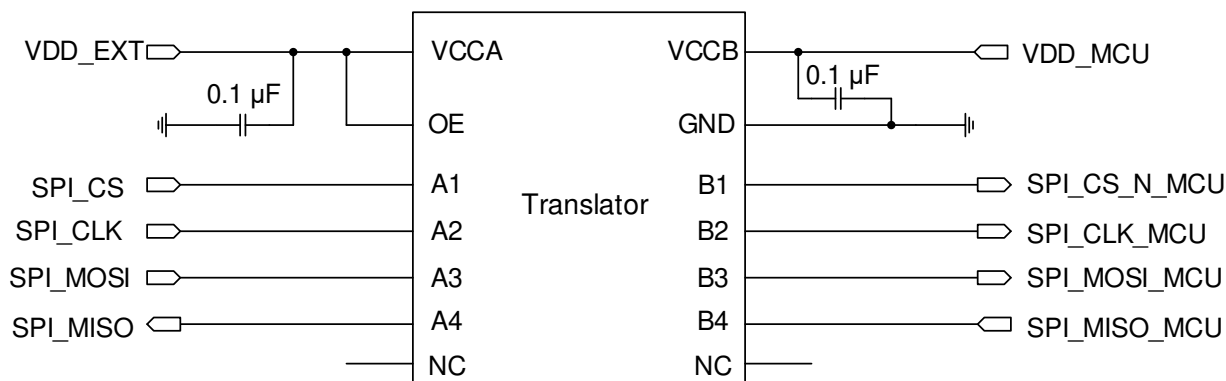 VDD_EXT VCCA VCCB VDD_MCU
0.1 µF 0.1 µF
OE GND
SPI_CS A1 B1 SPI_CS_N_MCU
Translator
SPI_CLK A2 B2 SPI_CLK_MCU
SPI_MOSI A3 B3 SPI_MOSI_MCU
SPI_MISO A4 B4 SPI_MISO_MCU
NC NC